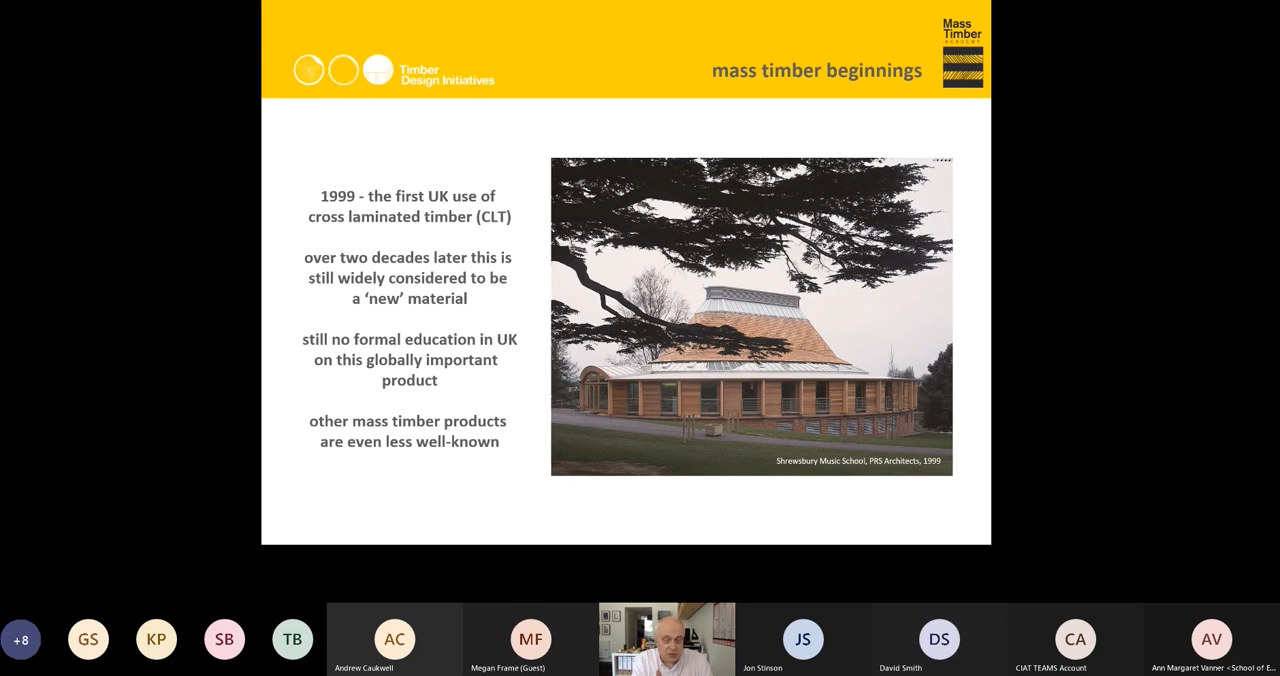 Timber
Design Initiatives
mass timber beginnings
Mass
Timber
ACADEMY
1999 - the first UK use of
cross laminated timber (CLT)
over two decades later this is
still widely considered to be
a ‘new’ material
still no formal education in UK
on this globally important
product
other mass timber products
are even less well-known
Shrewsbury Music School, PRS Architects, 1999
+8
GS
KP
SB
TB
AC
Andrew Caukwell
MF
Megan Frame (Guest)
JS
Jon Stinson
DS
David Smith
CA
CIAT TEAMS Account
AV
Ann Margaret Vanner <School of E...